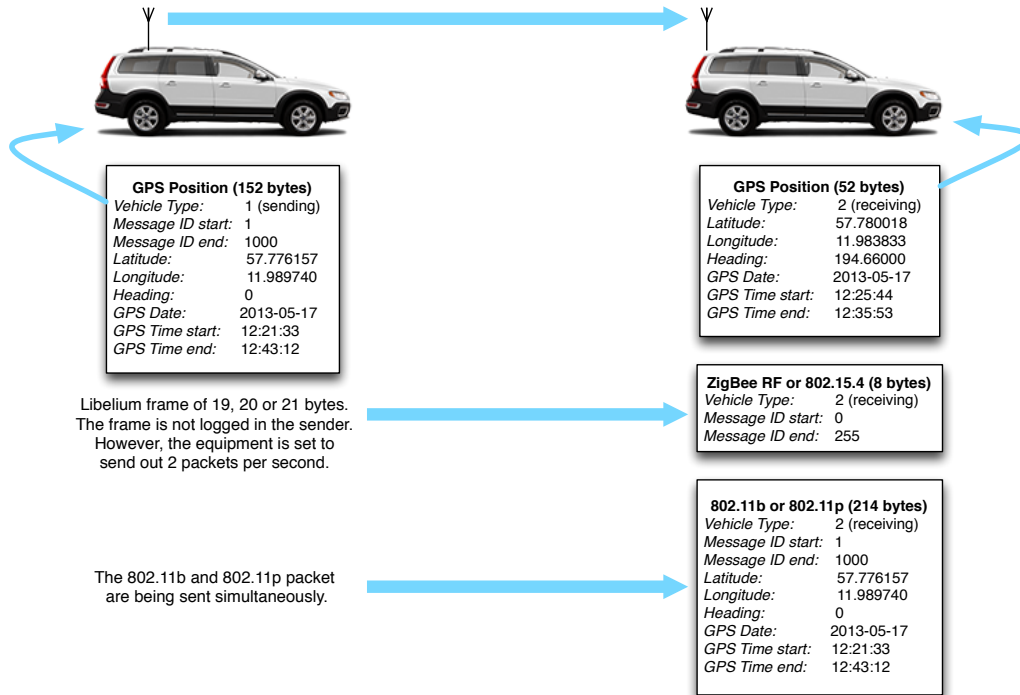 GPS Position (152 bytes)
Vehicle Type: 1 (sending)
Message ID start: 1
Message ID end: 1000
Latitude: 57.776157
Longitude: 11.989740
Heading: 0
GPS Date: 2013-05-17
GPS Time start: 12:21:33
GPS Time end: 12:43:12
GPS Position (52 bytes)
Vehicle Type: 2 (receiving)
Latitude: 57.780018
Longitude: 11.983833
Heading: 194.66000
GPS Date: 2013-05-17
GPS Time start: 12:25:44
GPS Time end: 12:35:53
Libelium frame of 19, 20 or 21 bytes.
The frame is not logged in the sender.
However, the equipment is set to
send out 2 packets per second.
ZigBee RF or 802.15.4 (8 bytes)
Vehicle Type: 2 (receiving)
Message ID start: 0
Message ID end: 255
The 802.11b and 802.11p packet
are being sent simultaneously.
802.11b or 802.11p (214 bytes)
Vehicle Type: 2 (receiving)
Message ID start: 1
Message ID end: 1000
Latitude: 57.776157
Longitude: 11.989740
Heading: 0
GPS Date: 2013-05-17
GPS Time start: 12:21:33
GPS Time end: 12:43:12